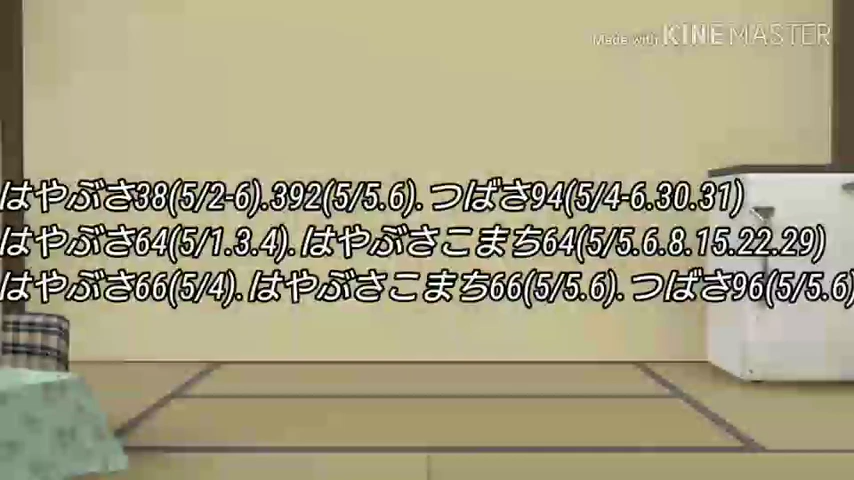 Made with KINEMASTER
はやぶさ38(5/2-6).392(5/5.6).つばさ94(5/4-6.30.31)
はやぶさ64(5/1.3.4).はやぶさこまち64(5/5.6.8.15.22.29)
はやぶさ66(5/4).はやぶさこまち66(5/5.6).つばさ96(5/5.6)